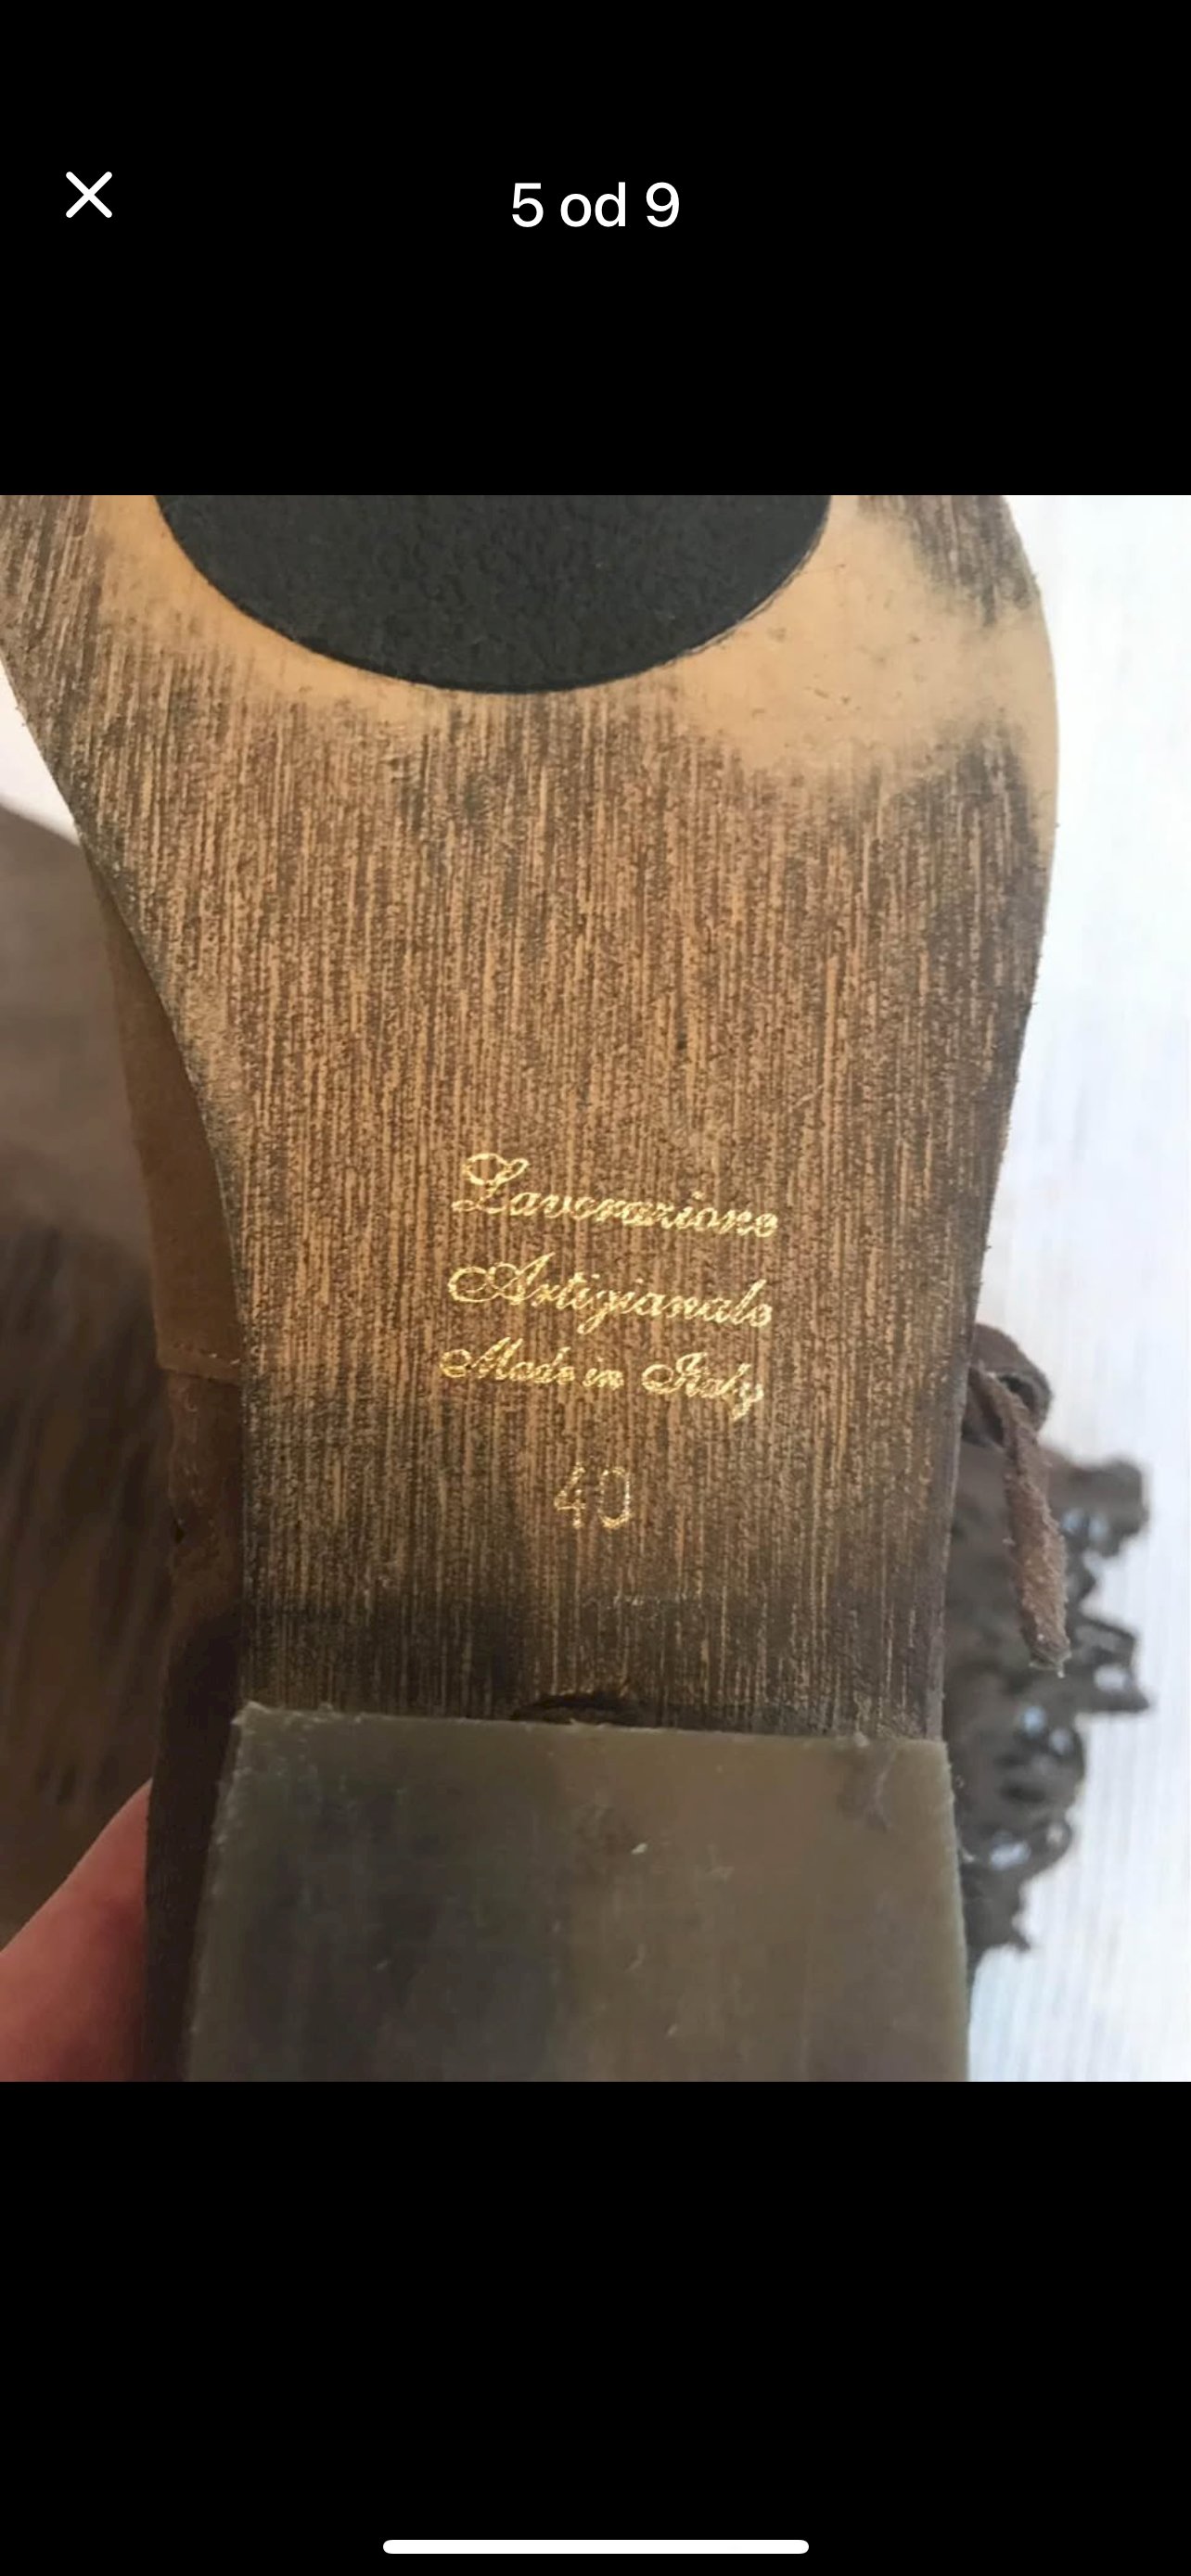 5 od 9
Lavorazione
Artigianale
Made in Italy
40